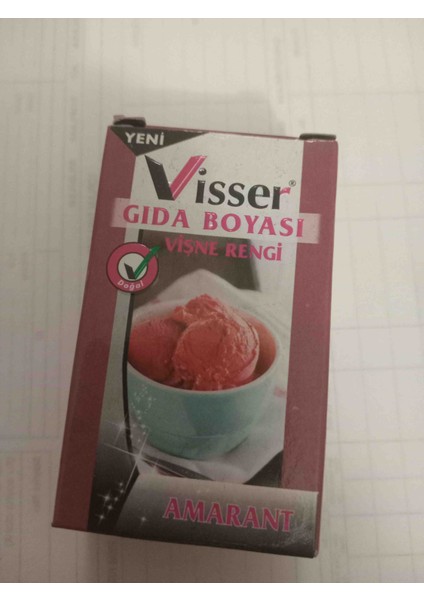 YENİ
Visser®
GIDA BOYASI
VİŞNE RENGİ
Doğal
AMARANT